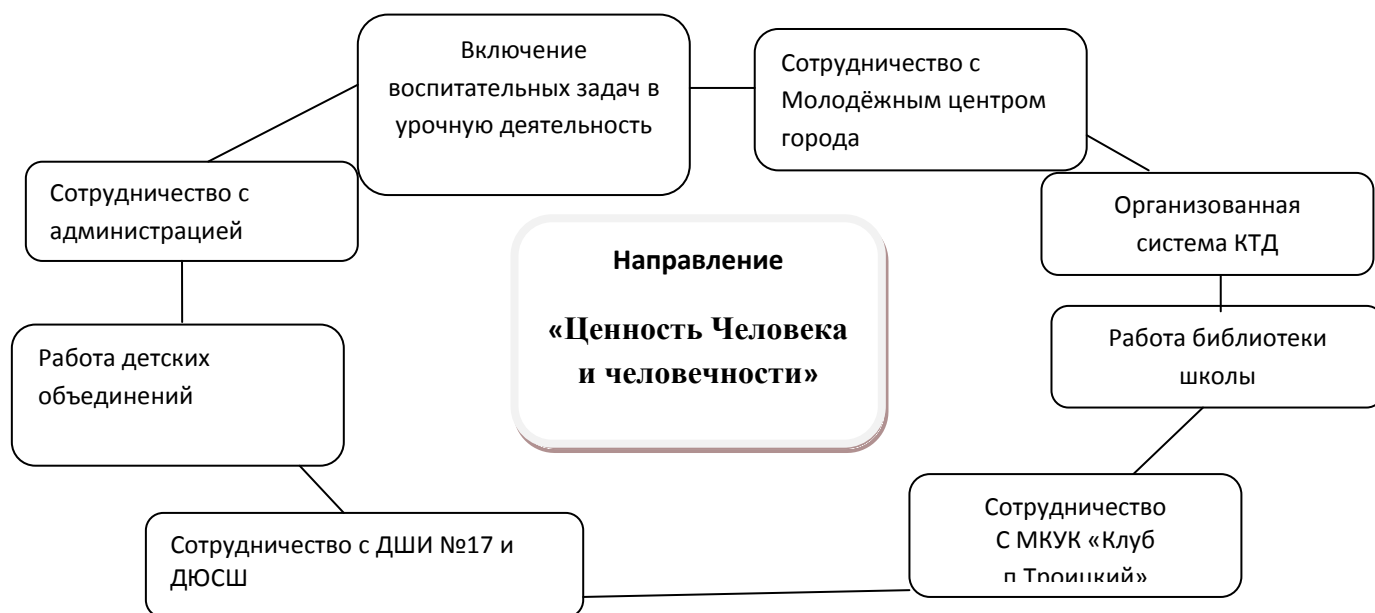 Включение
воспитательных задач в
урочную деятельность
Сотрудничество с
Молодёжным центром
города
Сотрудничество с
администрацией
Организованная
система КТД
Направление
«Ценность Человека
и человечности»
Работа детских
объединений
Работа библиотеки
школы
Сотрудничество
С МКУК «Клуб
п Троицкий»
Сотрудничество с ДШИ №17 и
ДЮСШ